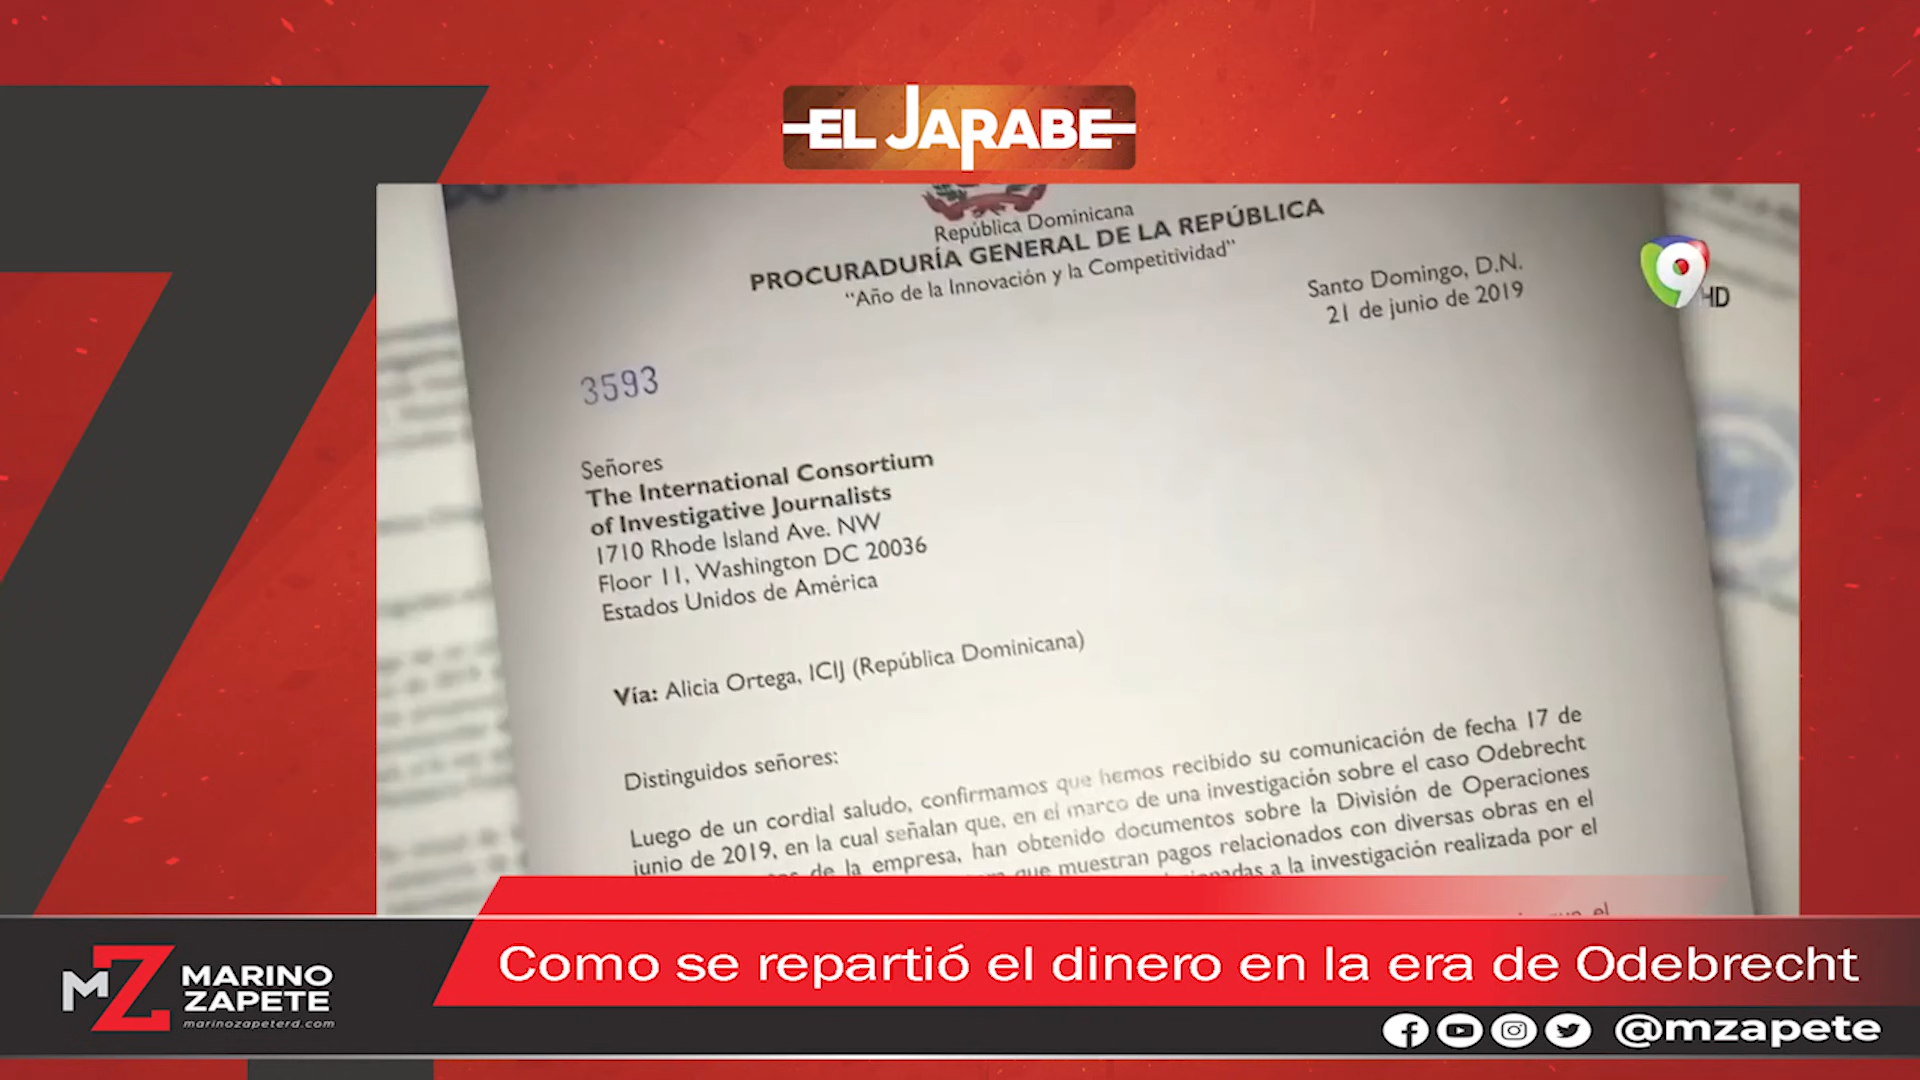 EL JARABE
República Dominicana
PROCURADURÍA GENERAL DE LA REPÚBLICA
“Año de la Innovación y la Competitividad”
Santo Domingo, D.N.
21 de junio de 2019
9 HD
3593
Señores
The International Consortium
of Investigative Journalists
1710 Rhode Island Ave. NW
Floor 11, Washington DC 20036
Estados Unidos de América
Vía: Alicia Ortega, ICIJ (República Dominicana)
Distinguidos señores:
Luego de un cordial saludo, confirmamos que hemos recibido su comunicación de fecha 17 de
junio de 2019, en la cual señalan que, en el marco de una investigación sobre el caso Odebrecht
de la empresa, han obtenido documentos sobre la División de Operaciones
que muestran pagos relacionados con diversas obras en el
a la investigación realizada por el
el
Como se repartió el dinero en la era de Odebrecht
MZ MARINO
ZAPETE
marinozapeterd.com
@mzapete